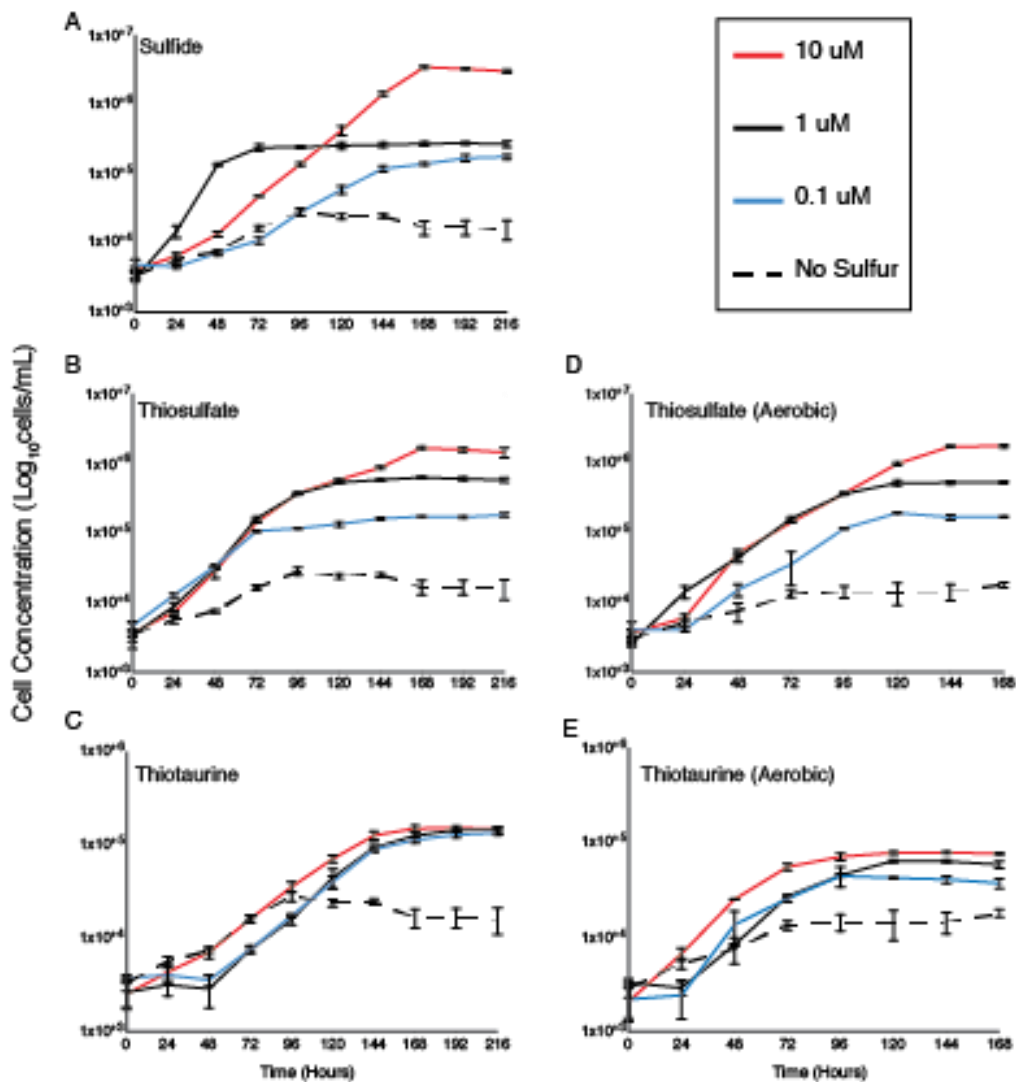 A
Sulfide
1x10+7
1x10+6
1x10+5
1x10+4
1x10+3
0 24 48 72 96 120 144 168 192 216
10 uM
1 uM
0.1 uM
No Sulfur
Cell Concentration (Log10cells/mL)
B
Thiosulfate
1x10+7
1x10+6
1x10+5
1x10+4
1x10+3
0 24 48 72 96 120 144 168 192 216
D
Thiosulfate (Aerobic)
1x10+7
1x10+6
1x10+5
1x10+4
1x10+3
0 24 48 72 96 120 144 168
C
Thiotaurine
1x10+6
1x10+5
1x10+4
1x10+3
0 24 48 72 96 120 144 168 192 216
Time (Hours)
E
Thiotaurine (Aerobic)
1x10+6
1x10+5
1x10+4
1x10+3
0 24 48 72 96 120 144 168
Time (Hours)